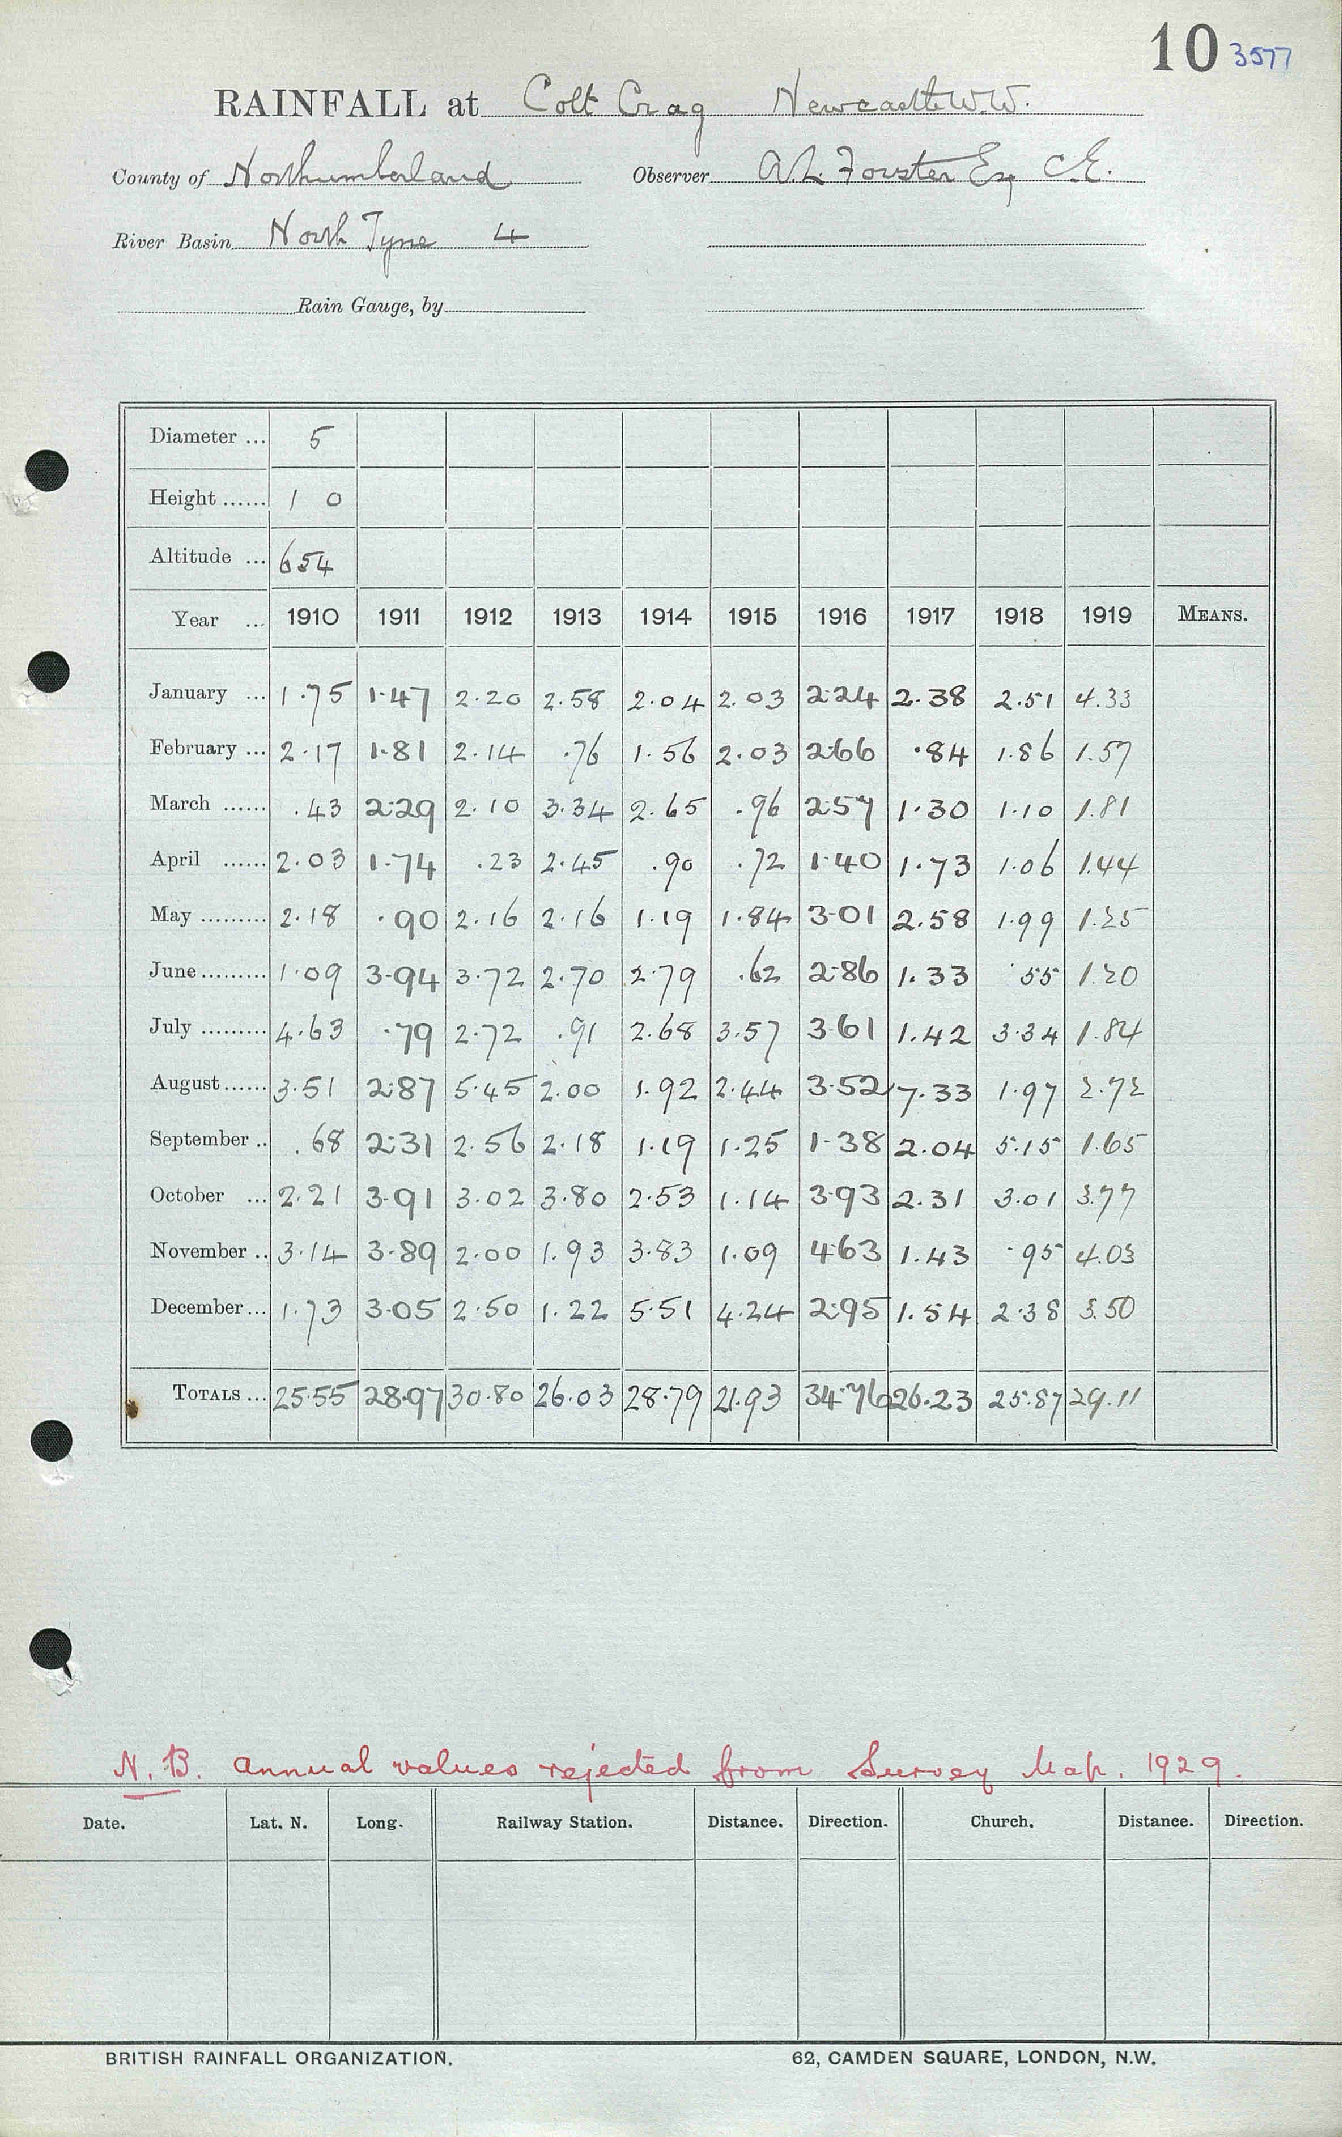 10 3577
RAINFALL at Colt Crag Newcastle W.W.
County of Northumberland Observer A.L. Forster Esq C.E.
River Basin North Tyne 4
Rain Gauge, by
Diameter ... 5
Height ...... 1 0
Altitude ... 654
Year ... 1910 1911 1912 1913 1914 1915 1916 1917 1918 1919 MEANS.
January ... 1.75 1.47 2.20 2.58 2.04 2.03 2.24 2.38 2.51 4.33
February ... 2.17 1.81 2.14 .76 1.56 2.03 2.66 .84 1.86 1.57
March ...... .43 2.29 2.10 3.34 2.65 .96 2.57 1.30 1.10 1.81
April ...... 2.03 1.74 .23 2.45 .90 .72 1.40 1.73 1.06 1.44
May ......... 2.18 .90 2.16 2.16 1.19 1.84 3.01 2.58 1.99 1.25
June ......... 1.09 3.94 3.72 2.70 2.79 .62 2.86 1.33 .55 1.20
July ......... 4.63 .79 2.72 .91 2.68 3.57 3.61 1.42 3.34 1.84
August ...... 3.51 2.87 5.45 2.00 1.92 2.44 3.52 7.33 1.97 2.72
September .. .68 2.31 2.56 2.18 1.19 1.25 1.38 2.04 5.15 1.65
October ... 2.21 3.91 3.02 3.80 2.53 1.14 3.93 2.31 3.01 3.77
November .. 3.14 3.89 2.00 1.93 3.83 1.09 4.63 1.43 .95 4.03
December ... 1.73 3.05 2.50 1.22 5.51 4.24 2.95 1.54 2.38 3.50
TOTALS ... 25.55 28.97 30.80 26.03 28.79 21.93 34.76 26.23 25.87 29.11
N.B. Annual values rejected from Survey Map. 1929.
Date. Lat. N. Long. Railway Station. Distance. Direction. Church. Distance. Direction.
BRITISH RAINFALL ORGANIZATION. 62, CAMDEN SQUARE, LONDON, N.W.